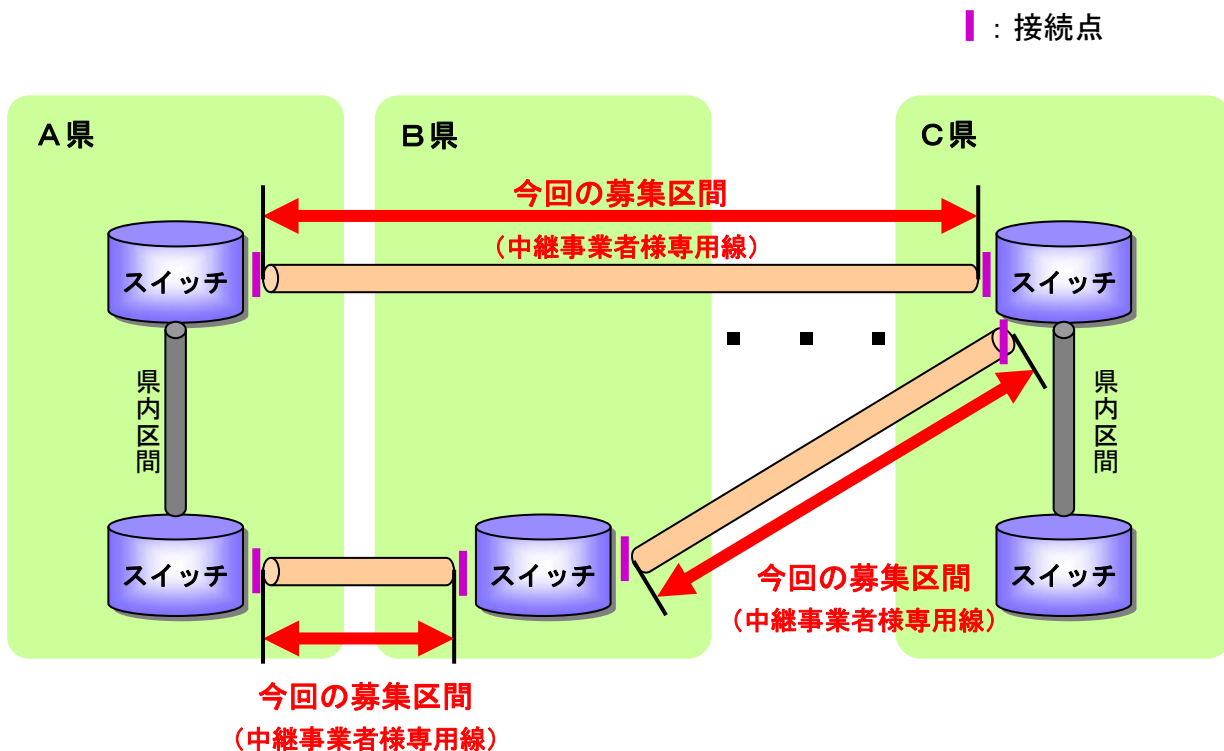 ：接続点
Ａ県
Ｂ県
Ｃ県
今回の募集区間
（中継事業者様専用線）
スイッチ
スイッチ
・・・
県内区間
県内区間
スイッチ
スイッチ
スイッチ
今回の募集区間
（中継事業者様専用線）
今回の募集区間
（中継事業者様専用線）